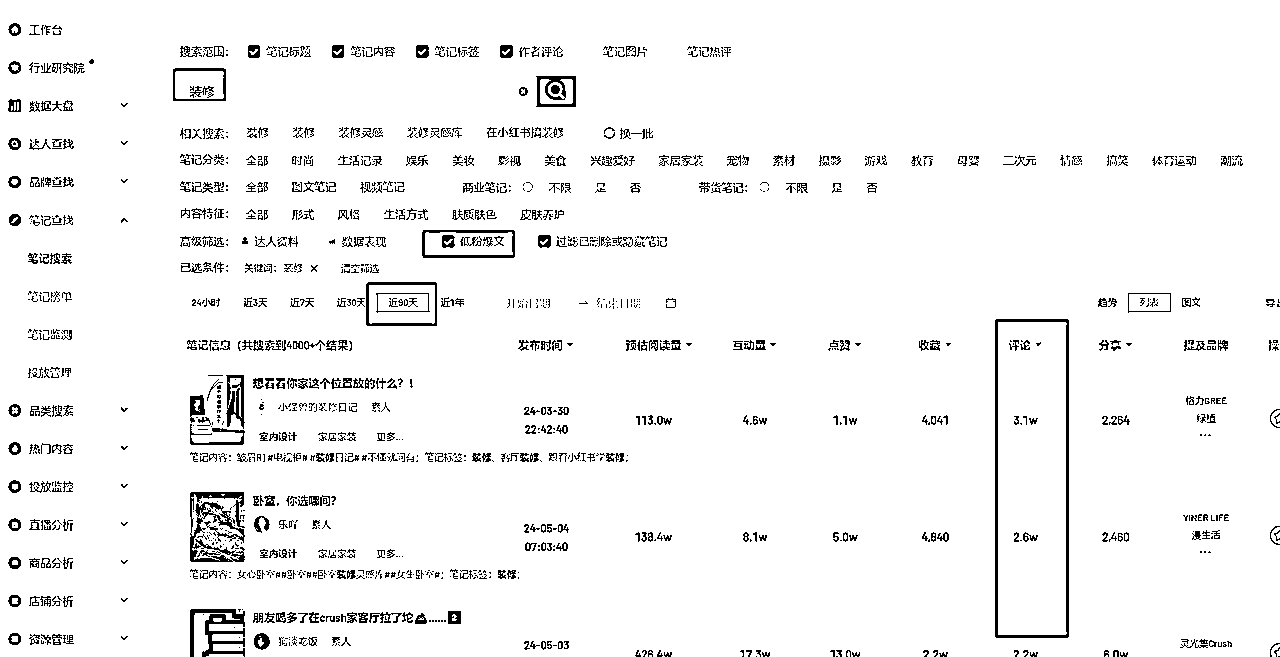 工作台
行业研究院
数据大盘
达人查找
品牌查找
笔记查找
笔记搜索
笔记榜单
笔记监测
投放管理
品类搜索
热门内容
投放监控
直播分析
商品分析
店铺分析
资源管理
搜索范围: 笔记标题 笔记内容 笔记标签 作者评论 笔记图片 笔记热评
装修
相关搜索: 装修 装修 装修灵感 装修灵感库 在小红书搞装修 换一批
笔记分类: 全部 时尚 生活记录 娱乐 美妆 影视 美食 兴趣爱好 家居家装 宠物 素材 摄影 游戏 教育 母婴 二次元 情感 搞笑 体育运动 潮流
笔记类型: 全部 图文笔记 视频笔记 商业笔记: 不限 是 否 带货笔记: 不限 是 否
内容特征: 全部 形式 风格 生活方式 肤质肤色 皮肤养护
高级筛选: 达人资料 数据表现 低粉爆文 过滤已删除或隐藏笔记
已选条件: 关键词: 装修 × 清空筛选
24小时 近3天 近7天 近30天 近90天 近1年 开始日期 → 结束日期 趋势 列表 图文
笔记信息 (共搜索到4000+个结果) 发布时间 预估阅读量 互动量 点赞 收藏 评论 分享 提及品牌
想看看你家这个位置放的什么？！
小怪兽的装修日记 素人
室内设计 家居家装 更多...
24-03-30
22:42:40
113.0w 4.6w 1.1w 4,041 3.1w 2,264
格力GREE
绿植
...
装修日记##不懂就问有; 笔记标签: 装修、客厅装修、跟着小红书学装修;
卧室，你选哪间？
乐吖 素人
室内设计 家居家装 更多...
24-05-04
07:03:40
138.4w 8.1w 5.0w 4,840 2.6w 2,460
YINER LIFE
漫生活
...
笔记内容: 女心卧室##卧室##卧室装修灵感库##女生卧室#; 笔记标签: 装修;
朋友喝多了在crush家客厅拉了坨......
素人
24-05-03
426.4w 17.3w 13.0w 2.2w 2.2w 6.0w
灵光集Crush